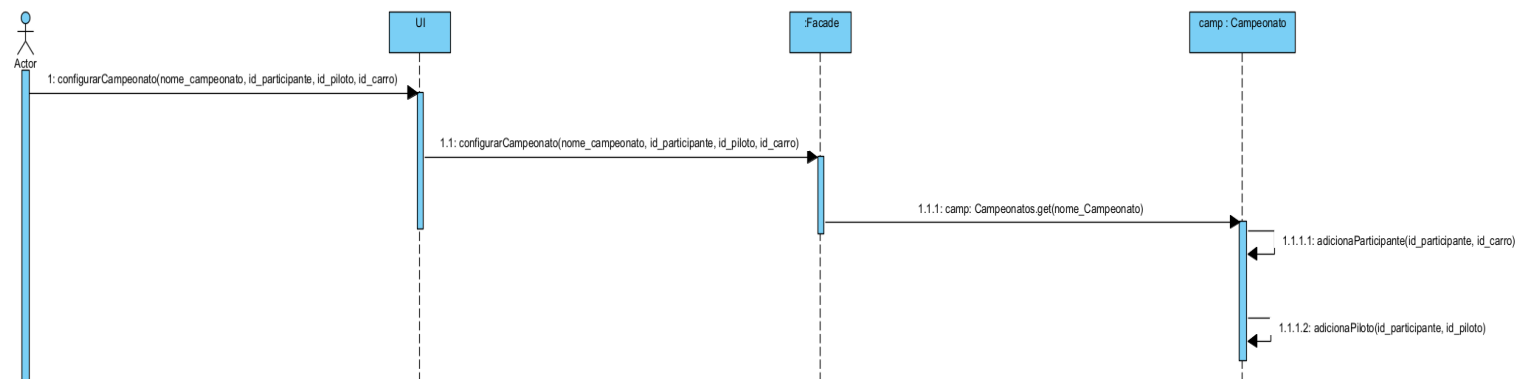 UI
:Facade
camp : Campeonato
Actor
1: configurarCampeonato(nome_campeonato, id_participante, id_piloto, id_carro)
1.1: configurarCampeonato(nome_campeonato, id_participante, id_piloto, id_carro)
1.1.1: camp: Campeonatos.get(nome_Campeonato)
1.1.1.1: adicionaParticipante(id_participante, id_carro)
1.1.1.2: adicionaPiloto(id_participante, id_piloto)